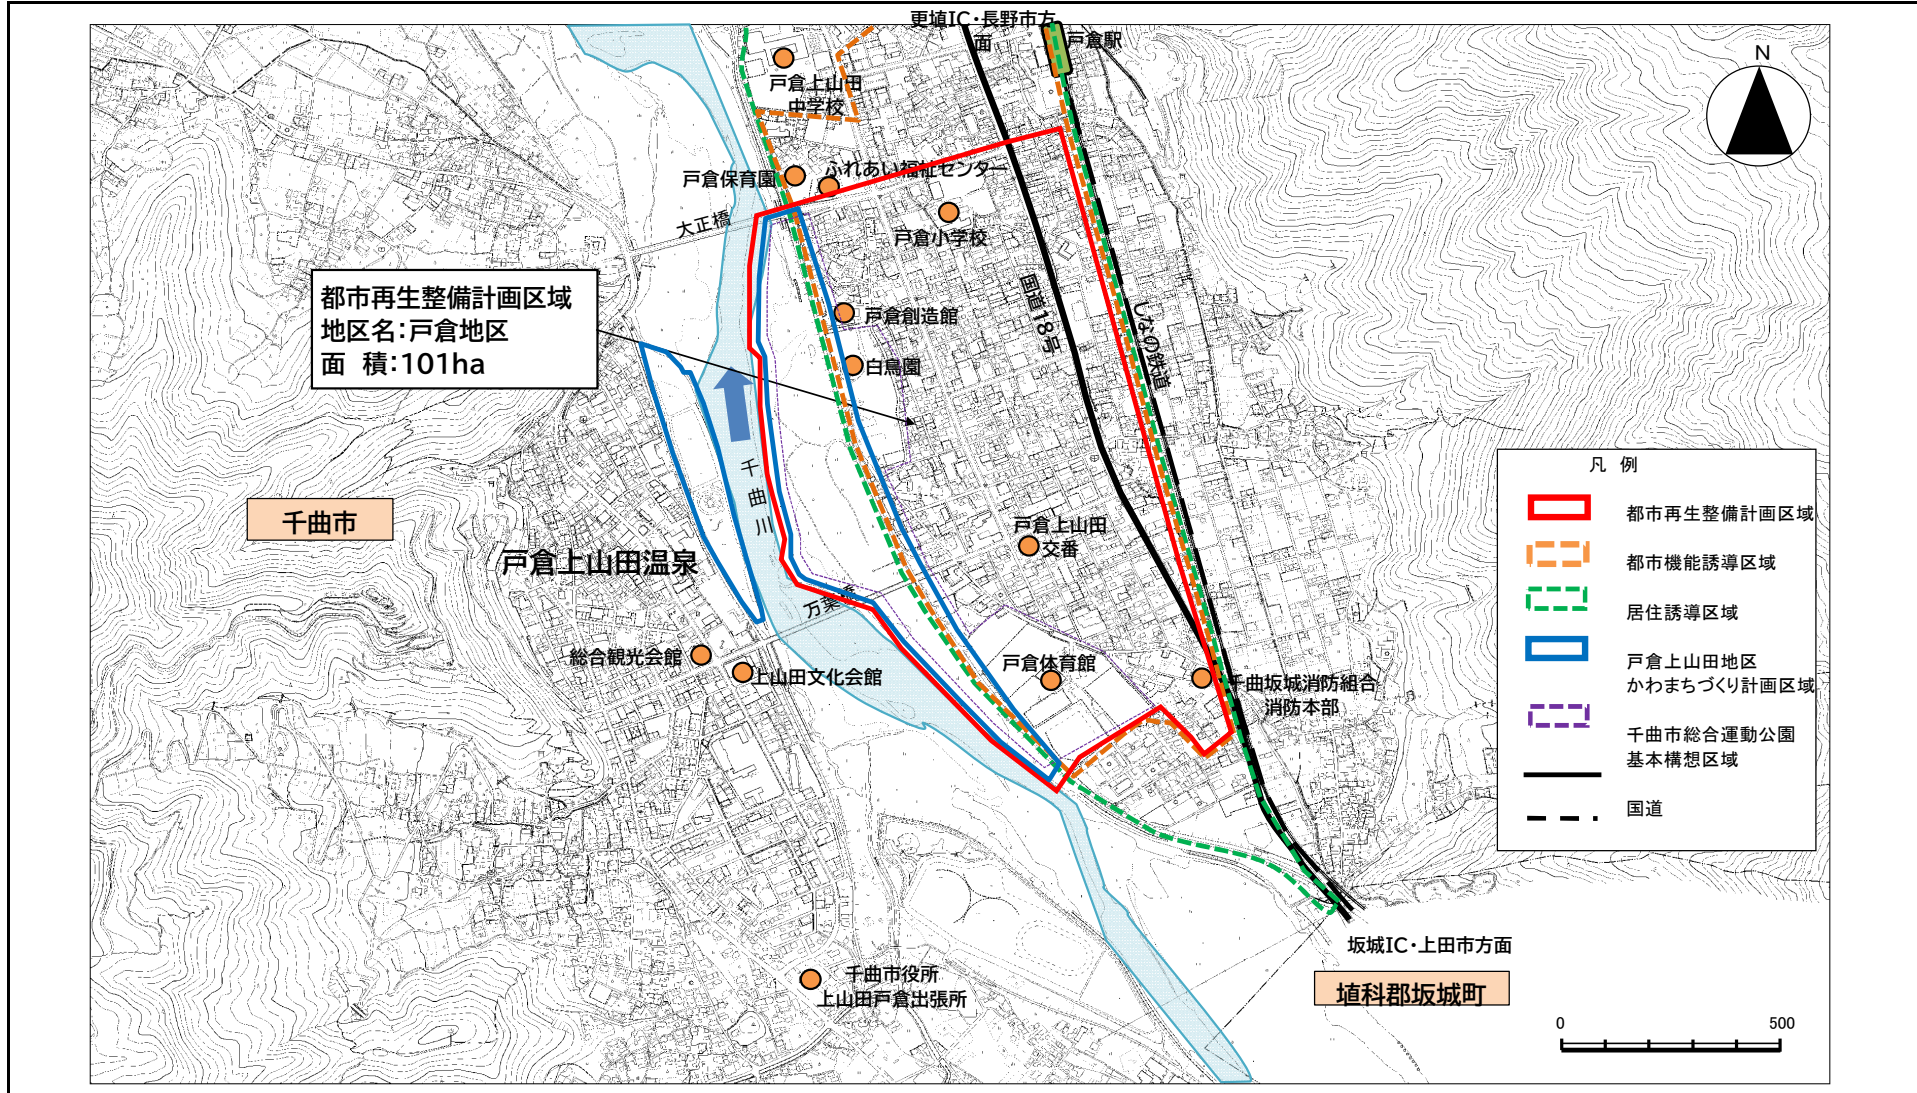 更埴IC・長野市方
面
戸倉駅
N
戸倉上山田
中学校
戸倉保育園
ふれあい福祉センター
大正橋
戸倉小学校
都市再生整備計画区域
地区名：戸倉地区
面 積：101ha
戸倉創造館
白鳥園
国道18号
しなの鉄道
千曲川
千曲市
戸倉上山田温泉
戸倉上山田
交番
万葉橋
総合観光会館
上山田文化会館
戸倉体育館
千曲坂城消防組合
消防本部
凡 例
都市再生整備計画区域
都市機能誘導区域
居住誘導区域
戸倉上山田地区
かわまちづくり計画区域
千曲市総合運動公園
基本構想区域
国道
坂城IC・上田市方面
埴科郡坂城町
千曲市役所
上山田戸倉出張所
0 500